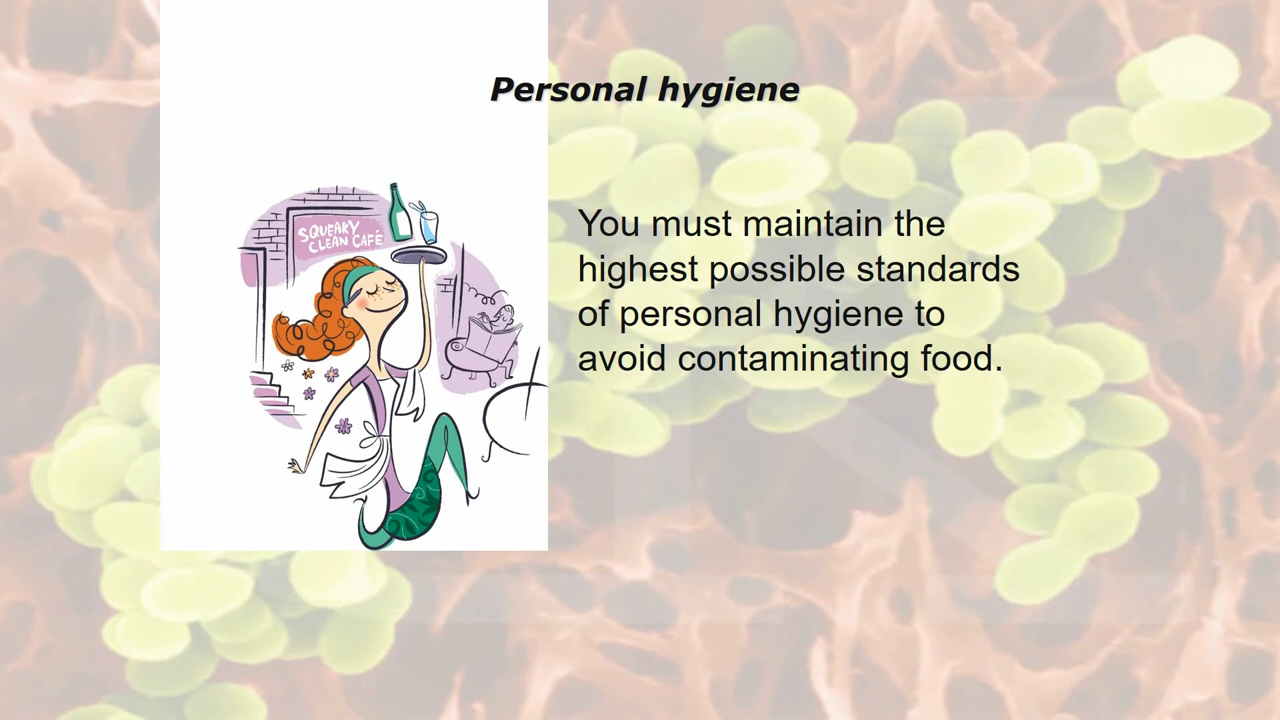 Personal hygiene
SQUEAKY
CLEAN CAFÉ
You must maintain the
highest possible standards
of personal hygiene to
avoid contaminating food.